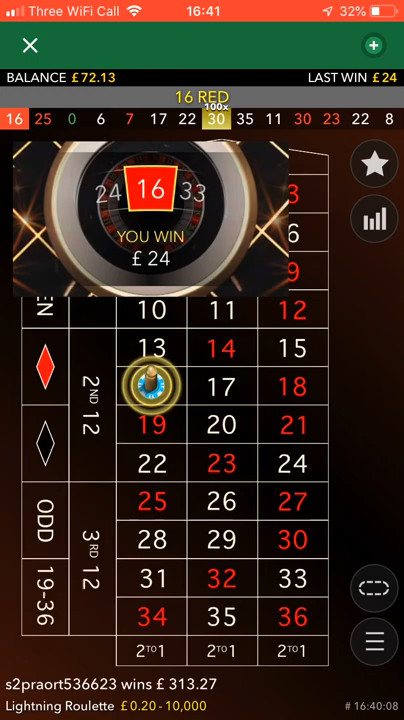 Three WiFi Call 16:41 32%
BALANCE £72.13 LAST WIN £24
16 RED
100x
16 25 0 6 7 17 22 30 35 11 30 23 22 8
24 16 33
YOU WIN
£ 24
3
6
9
EN 10 11 12
13 14 15
2ND 12
17 18
19 20 21
22 23 24
ODD 25 26 27
3RD 12
28 29 30
19-36 31 32 33
34 35 36
2TO1 2TO1 2TO1
s2praort536623 wins £ 313.27
Lightning Roulette £ 0.20 - 10,000 # 16:40:08